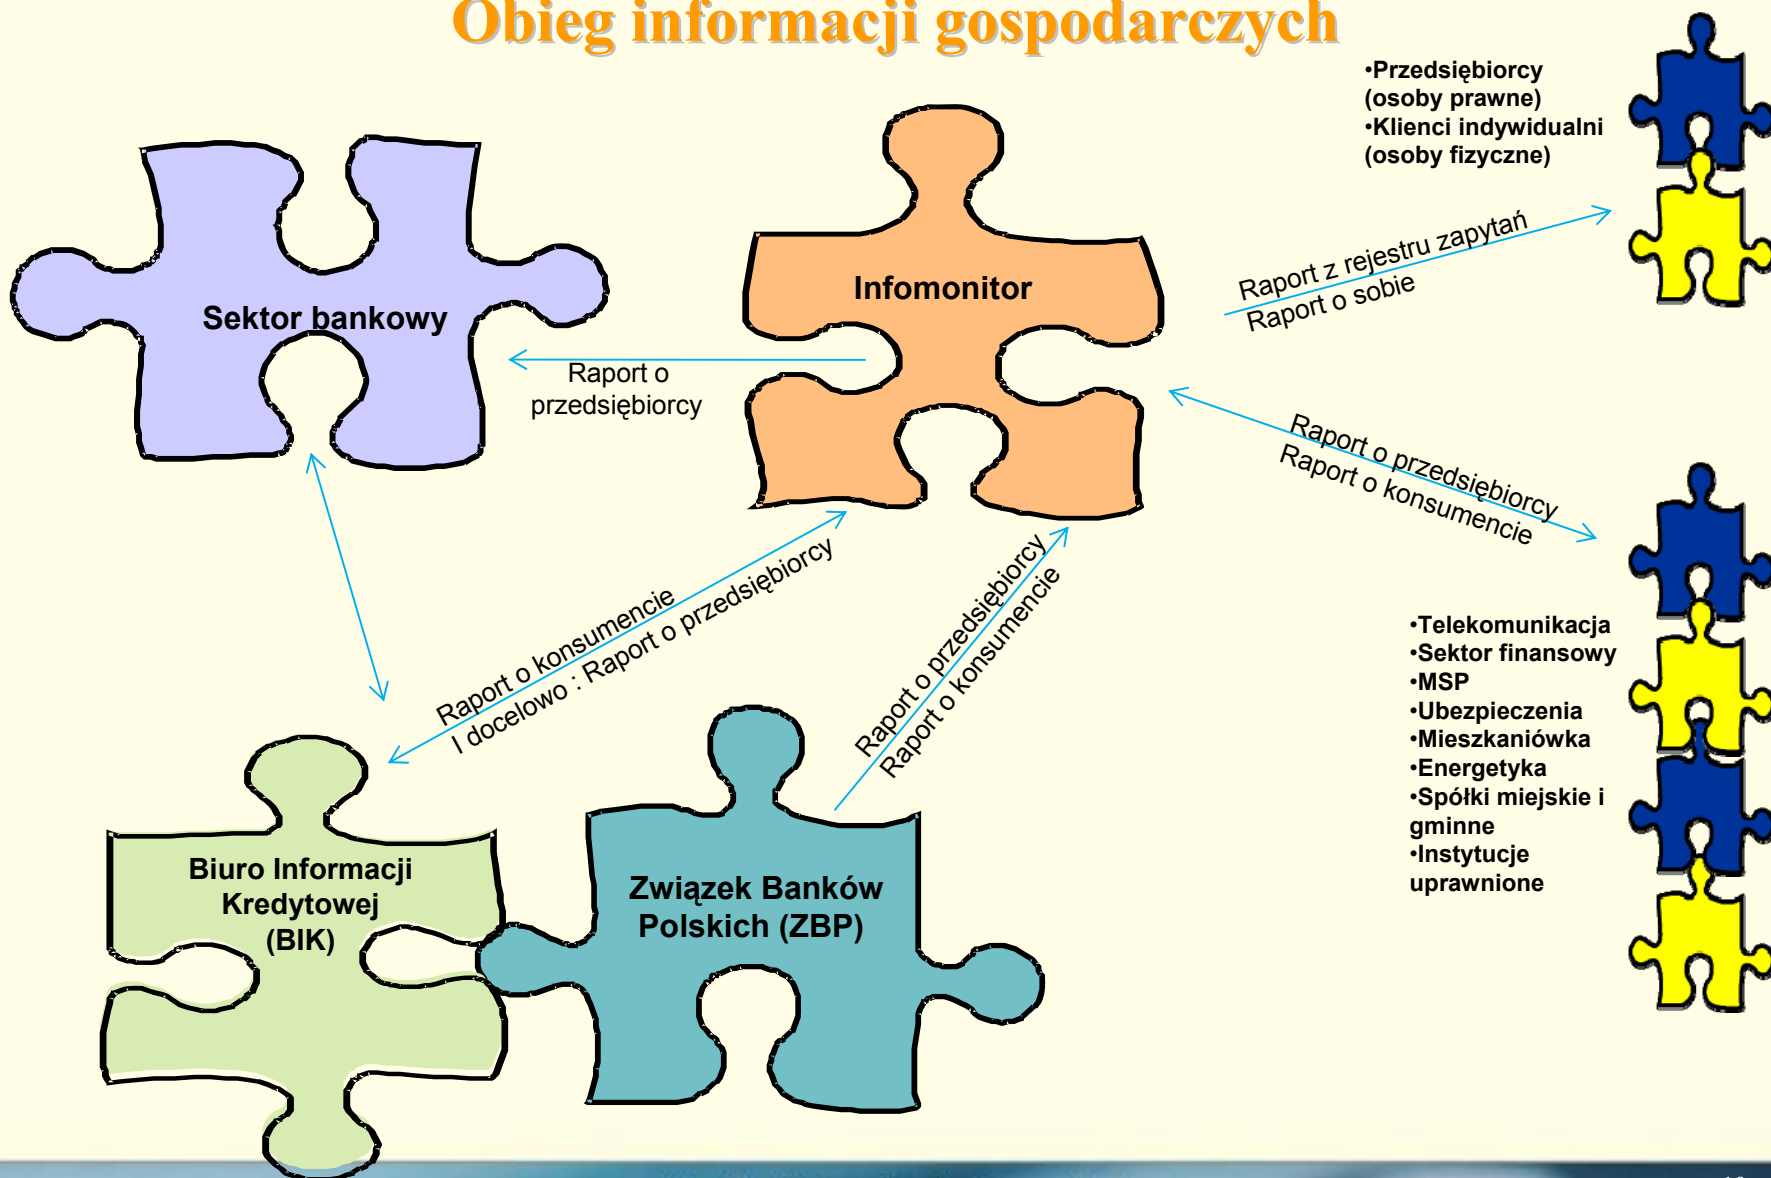 Obieg informacji gospodarczych
•Przedsiębiorcy
(osoby prawne)
•Klienci indywidualni
(osoby fizyczne)
Sektor bankowy
Infomonitor
Raport z rejestru zapytań
Raport o sobie
Raport o
przedsiębiorcy
Raport o przedsiębiorcy
Raport o konsumencie
Raport o konsumencie
I docelowo : Raport o przedsiębiorcy
Raport o przedsiębiorcy
Raport o konsumencie
•Telekomunikacja
•Sektor finansowy
•MSP
•Ubezpieczenia
•Mieszkaniówka
•Energetyka
•Spółki miejskie i
gminne
•Instytucje
uprawnione
Biuro Informacji
Kredytowej
(BIK)
Związek Banków
Polskich (ZBP)